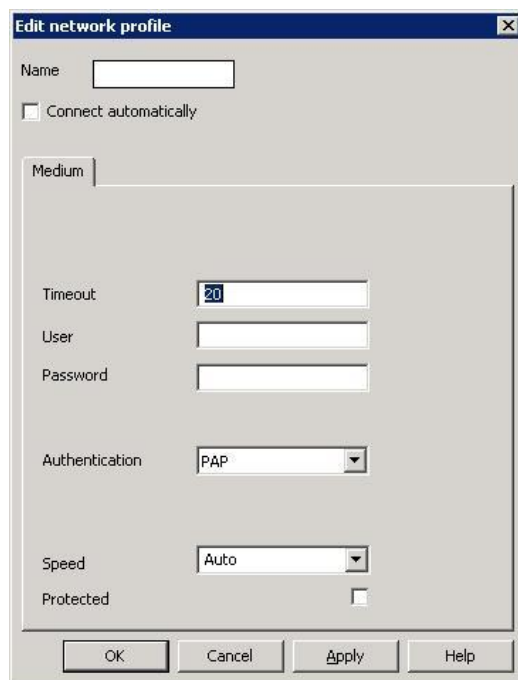 Edit network profile
Name
Connect automatically
Medium
Timeout 20
User
Password
Authentication PAP
Speed Auto
Protected
OK Cancel Apply Help